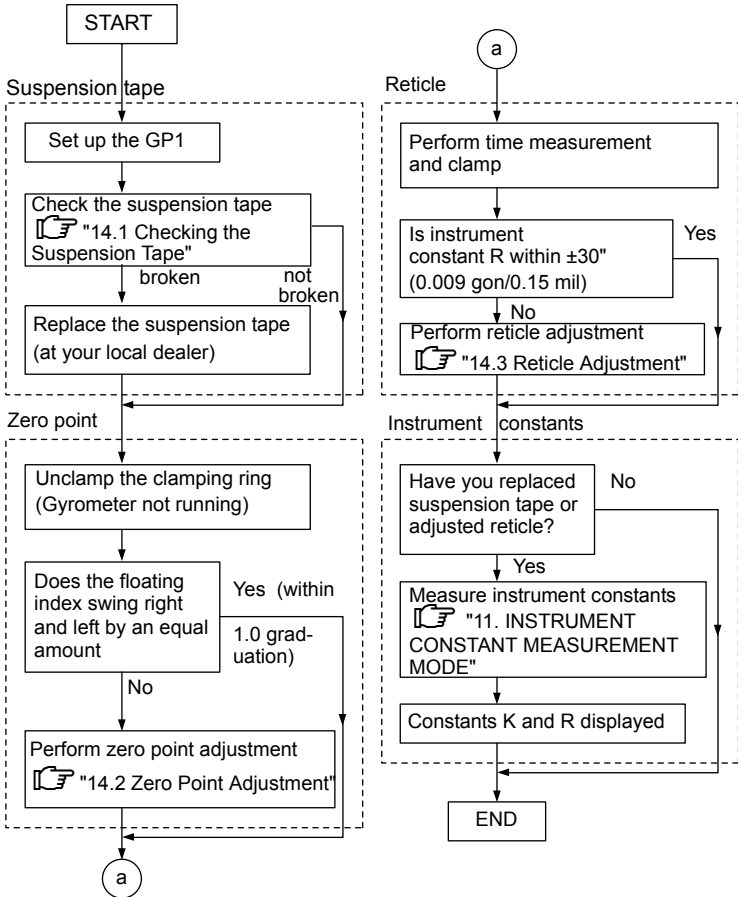 START
Suspension tape
Set up the GP1
Check the suspension tape
"14.1 Checking the
Suspension Tape"
broken
not
broken
Replace the suspension tape
(at your local dealer)
Zero point
Unclamp the clamping ring
(Gyrometer not running)
Does the floating
index swing right
and left by an equal
amount
Yes (within
1.0 grad-
uation)
No
Perform zero point adjustment
"14.2 Zero Point Adjustment"
a
a
Reticle
Perform time measurement
and clamp
Is instrument
constant R within ±30"
(0.009 gon/0.15 mil)
Yes
No
Perform reticle adjustment
"14.3 Reticle Adjustment"
Instrument constants
Have you replaced
suspension tape or
adjusted reticle?
No
Yes
Measure instrument constants
"11. INSTRUMENT
CONSTANT MEASUREMENT
MODE"
Constants K and R displayed
END